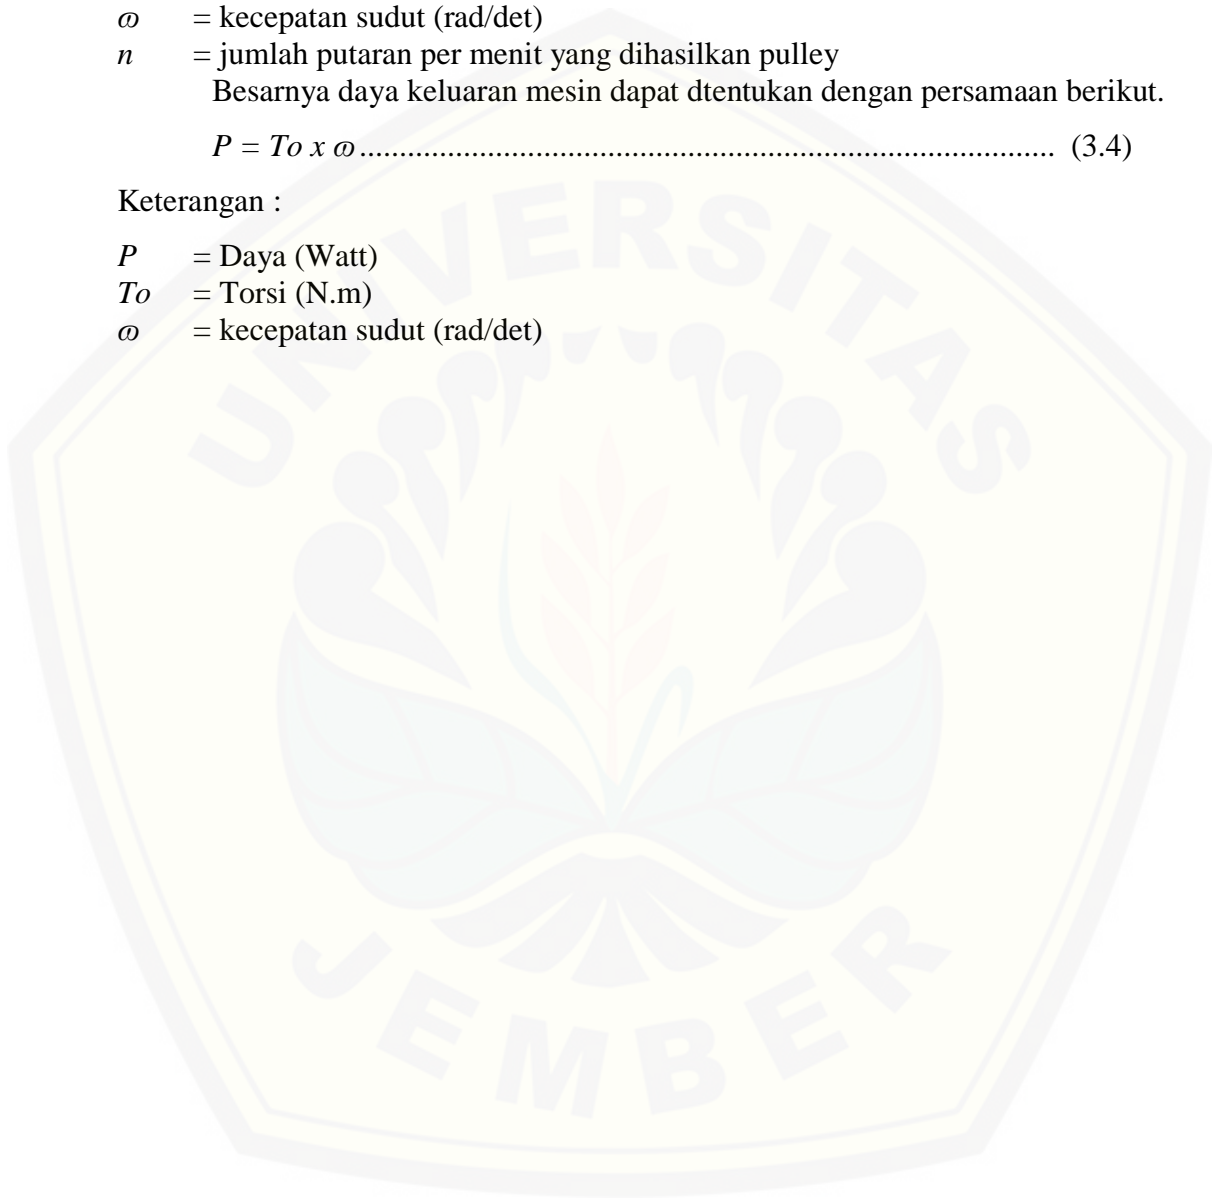 ω = kecepatan sudut (rad/det)
n = jumlah putaran per menit yang dihasilkan pulley
Besarnya daya keluaran mesin dapat dtentukan dengan persamaan berikut.
P = To x ω....................................................................................... (3.4)
Keterangan :
P = Daya (Watt)
To = Torsi (N.m)
ω = kecepatan sudut (rad/det)
UNIVERSITAS
JEMBER